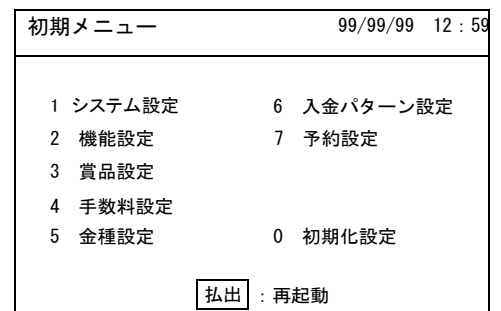 初期メニュー 99/99/99 12：59
1 システム設定 6 入金パターン設定
2 機能設定 7 予約設定
3 賞品設定
4 手数料設定
5 金種設定 0 初期化設定
払出 ：再起動